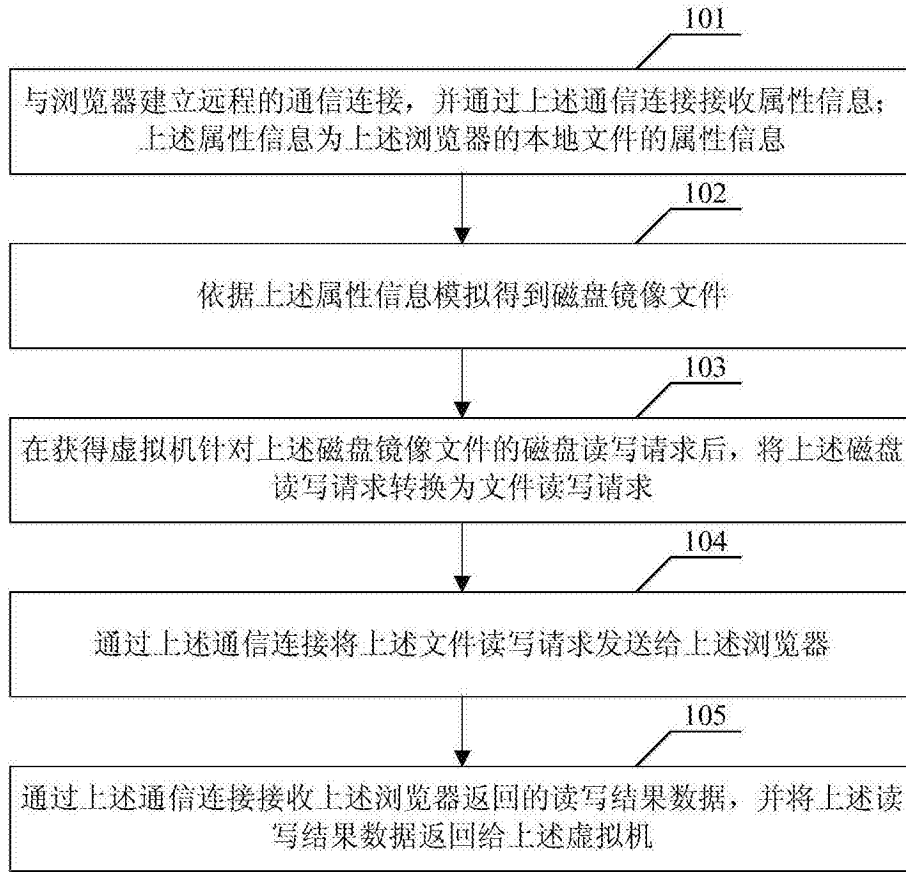 101
与浏览器建立远程的通信连接，并通过上述通信连接接收属性信息；
上述属性信息为上述浏览器的本地文件的属性信息
102
依据上述属性信息模拟得到磁盘镜像文件
103
在获得虚拟机针对上述磁盘镜像文件的磁盘读写请求后，将上述磁盘
读写请求转换为文件读写请求
104
通过上述通信连接将上述文件读写请求发送给上述浏览器
105
通过上述通信连接接收上述浏览器返回的读写结果数据，并将上述读
写结果数据返回给上述虚拟机